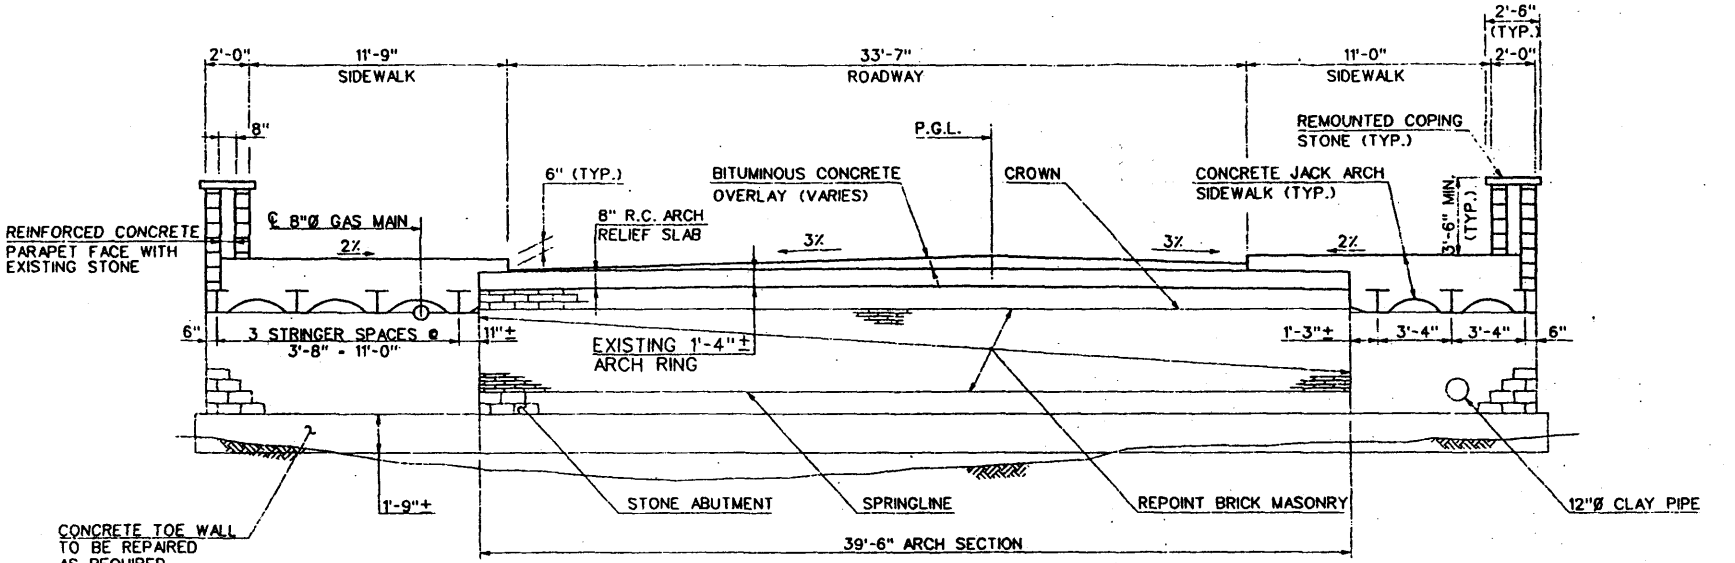 2'-6"
(TYP.)
2'-0"
11'-9"
SIDEWALK
33'-7"
ROADWAY
11'-0"
SIDEWALK
2'-0"
8"
P.G.L.
REMOUNTED COPING
STONE (TYP.)
6" (TYP.)
BITUMINOUS CONCRETE
OVERLAY (VARIES)
CROWN
CONCRETE JACK ARCH
SIDEWALK (TYP.)
3'-6" MIN.
(TYP.)
℄ 8"Ø GAS MAIN
8" R.C. ARCH
RELIEF SLAB
REINFORCED CONCRETE
PARAPET FACE WITH
EXISTING STONE
2%
3%
3%
2%
6"
3 STRINGER SPACES @
3'-8" = 11'-0"
11"±
EXISTING 1'-4"±
ARCH RING
1'-3"±
3'-4"
3'-4"
6"
1'-9"±
STONE ABUTMENT
SPRINGLINE
REPOINT BRICK MASONRY
12"Ø CLAY PIPE
CONCRETE TOE WALL
TO BE REPAIRED
AS REQUIRED
39'-6" ARCH SECTION